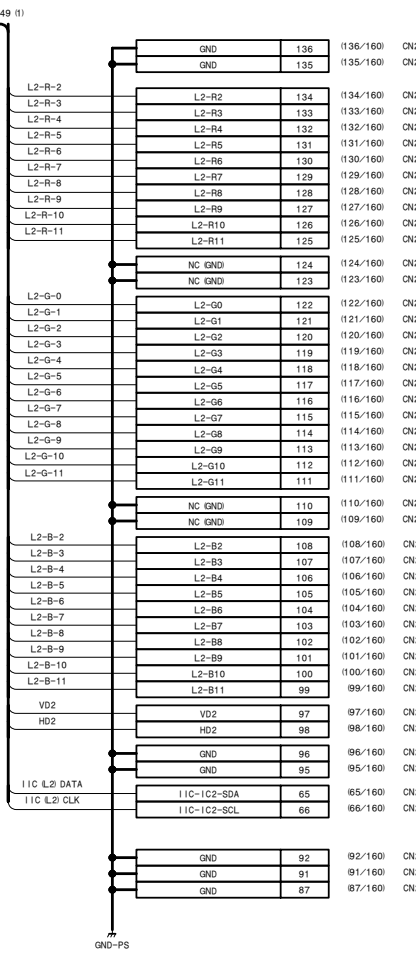 49 (1)
GND 136 (136/160) CN2
GND 135 (135/160) CN2
L2-R-2 L2-R2 134 (134/160) CN2
L2-R-3 L2-R3 133 (133/160) CN2
L2-R-4 L2-R4 132 (132/160) CN2
L2-R-5 L2-R5 131 (131/160) CN2
L2-R-6 L2-R6 130 (130/160) CN2
L2-R-7 L2-R7 129 (129/160) CN2
L2-R-8 L2-R8 128 (128/160) CN2
L2-R-9 L2-R9 127 (127/160) CN2
L2-R-10 L2-R10 126 (126/160) CN2
L2-R-11 L2-R11 125 (125/160) CN2
NC (GND) 124 (124/160) CN2
NC (GND) 123 (123/160) CN2
L2-G-0 L2-G0 122 (122/160) CN2
L2-G-1 L2-G1 121 (121/160) CN2
L2-G-2 L2-G2 120 (120/160) CN2
L2-G-3 L2-G3 119 (119/160) CN2
L2-G-4 L2-G4 118 (118/160) CN2
L2-G-5 L2-G5 117 (117/160) CN2
L2-G-6 L2-G6 116 (116/160) CN2
L2-G-7 L2-G7 115 (115/160) CN2
L2-G-8 L2-G8 114 (114/160) CN2
L2-G-9 L2-G9 113 (113/160) CN2
L2-G-10 L2-G10 112 (112/160) CN2
L2-G-11 L2-G11 111 (111/160) CN2
NC (GND) 110 (110/160) CN2
NC (GND) 109 (109/160) CN2
L2-B-2 L2-B2 108 (108/160) CN2
L2-B-3 L2-B3 107 (107/160) CN2
L2-B-4 L2-B4 106 (106/160) CN2
L2-B-5 L2-B5 105 (105/160) CN2
L2-B-6 L2-B6 104 (104/160) CN2
L2-B-7 L2-B7 103 (103/160) CN2
L2-B-8 L2-B8 102 (102/160) CN2
L2-B-9 L2-B9 101 (101/160) CN2
L2-B-10 L2-B10 100 (100/160) CN2
L2-B-11 L2-B11 99 (99/160) CN2
VD2 VD2 97 (97/160) CN2
HD2 HD2 98 (98/160) CN2
GND 96 (96/160) CN2
GND 95 (95/160) CN2
IIC (L2) DATA IIC-IC2-SDA 65 (65/160) CN2
IIC (L2) CLK IIC-IC2-SCL 66 (66/160) CN2
GND 92 (92/160) CN2
GND 91 (91/160) CN2
GND 87 (87/160) CN2
GND-PS